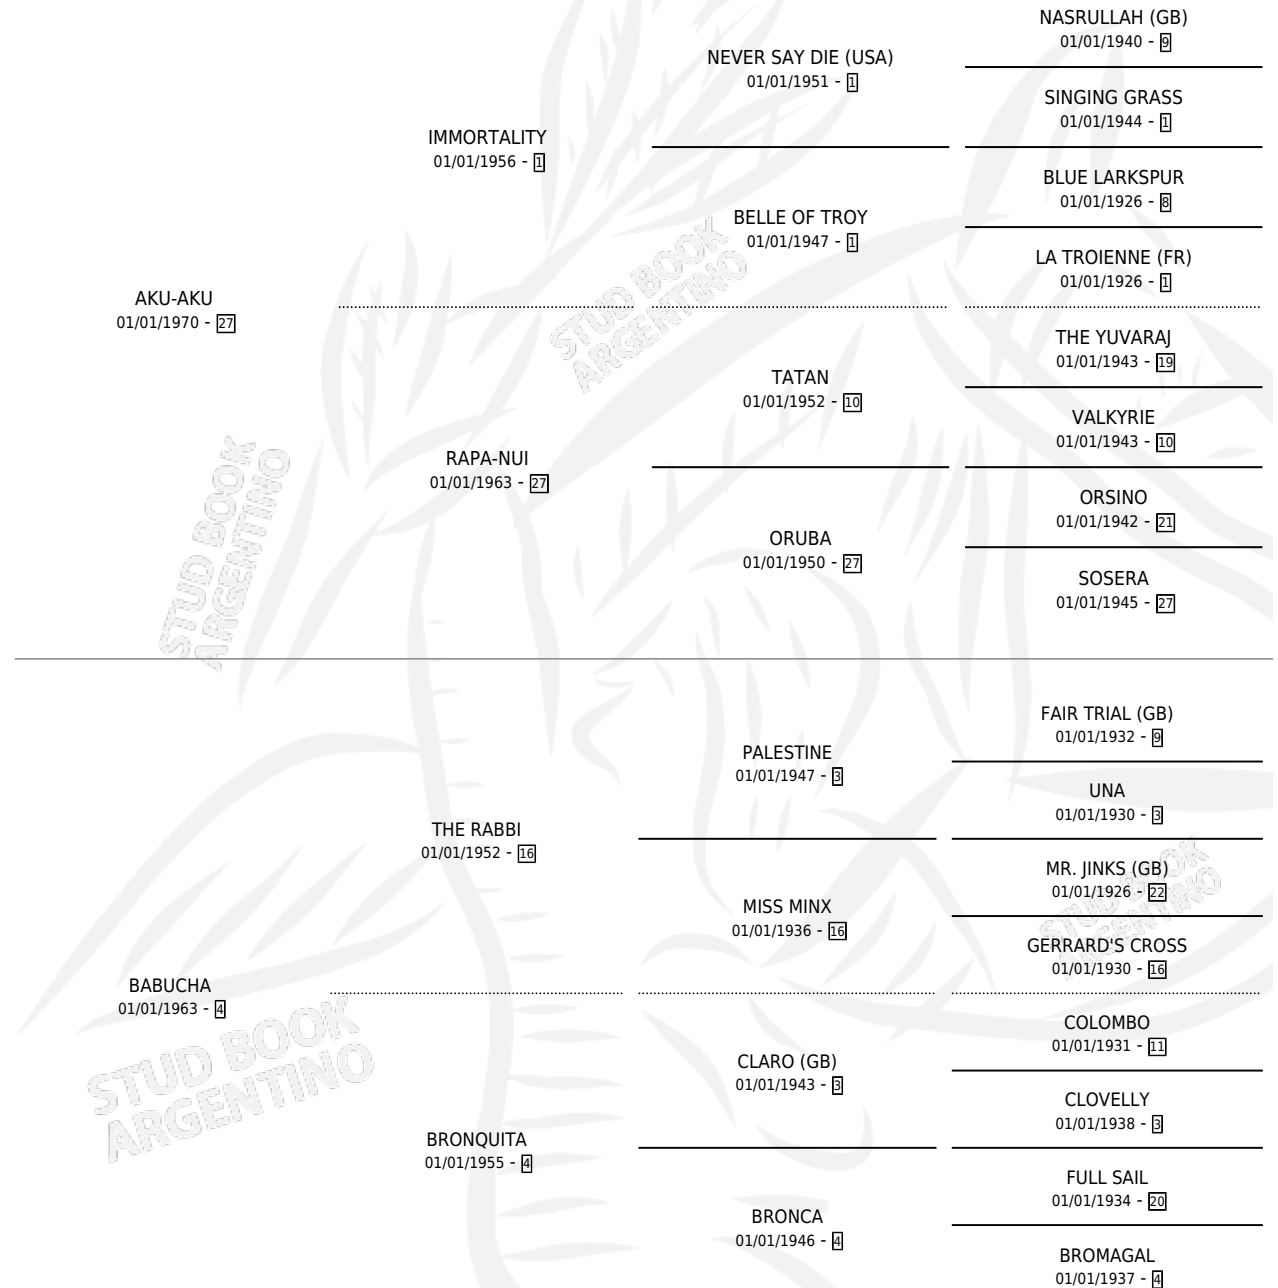 NASRULLAH (GB)
01/01/1940 - 9
NEVER SAY DIE (USA)
01/01/1951 - 1
SINGING GRASS
01/01/1944 - 1
IMMORTALITY
01/01/1956 - 1
BLUE LARKSPUR
01/01/1926 - 8
BELLE OF TROY
01/01/1947 - 1
LA TROIENNE (FR)
01/01/1926 - 1
AKU-AKU
01/01/1970 - 27
THE YUVARAJ
01/01/1943 - 19
TATAN
01/01/1952 - 10
VALKYRIE
01/01/1943 - 10
RAPA-NUI
01/01/1963 - 27
ORSINO
01/01/1942 - 21
ORUBA
01/01/1950 - 27
SOSERA
01/01/1945 - 27
FAIR TRIAL (GB)
01/01/1932 - 9
PALESTINE
01/01/1947 - 3
UNA
01/01/1930 - 3
THE RABBI
01/01/1952 - 16
MR. JINKS (GB)
01/01/1926 - 22
MISS MINX
01/01/1936 - 16
GERRARD'S CROSS
01/01/1930 - 16
BABUCHA
01/01/1963 - 4
COLOMBO
01/01/1931 - 11
CLARO (GB)
01/01/1943 - 3
CLOVELLY
01/01/1938 - 3
BRONQUITA
01/01/1955 - 4
FULL SAIL
01/01/1934 - 20
BRONCA
01/01/1946 - 4
BROMAGAL
01/01/1937 - 4
STUD BOOK
ARGENTINO
STUD BOOK
ARGENTINO
STUD BOOK
ARGENTINO
STUD BOOK
ARGENTINO